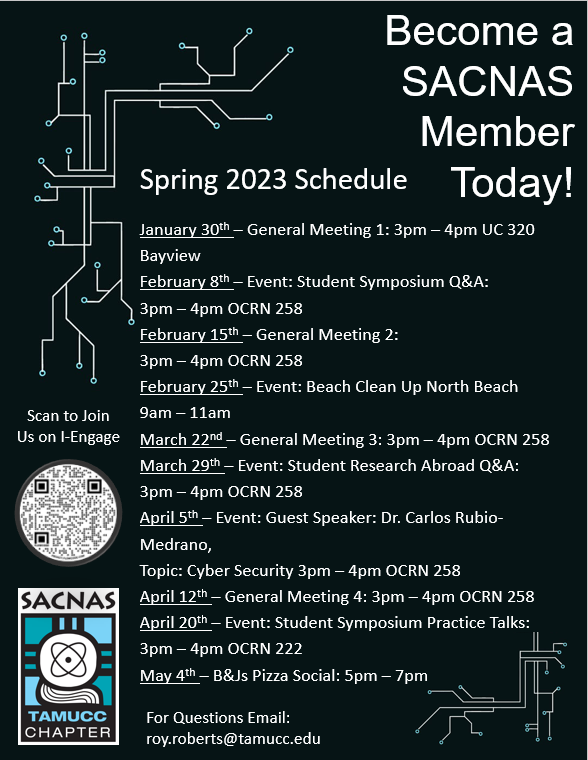 Become a
SACNAS
Member
Today!
Spring 2023 Schedule
January 30th – General Meeting 1: 3pm – 4pm UC 320
Bayview
February 8th – Event: Student Symposium Q&A:
3pm – 4pm OCRN 258
February 15th – General Meeting 2:
3pm – 4pm OCRN 258
February 25th – Event: Beach Clean Up North Beach
9am – 11am
March 22nd – General Meeting 3: 3pm – 4pm OCRN 258
March 29th – Event: Student Research Abroad Q&A:
3pm – 4pm OCRN 258
April 5th – Event: Guest Speaker: Dr. Carlos Rubio-
Medrano,
Topic: Cyber Security 3pm – 4pm OCRN 258
April 12th – General Meeting 4: 3pm – 4pm OCRN 258
April 20th – Event: Student Symposium Practice Talks:
3pm – 4pm OCRN 222
May 4th – B&Js Pizza Social: 5pm – 7pm
Scan to Join
Us on I-Engage
SACNAS
TAMUCC
CHAPTER
For Questions Email:
roy.roberts@tamucc.edu